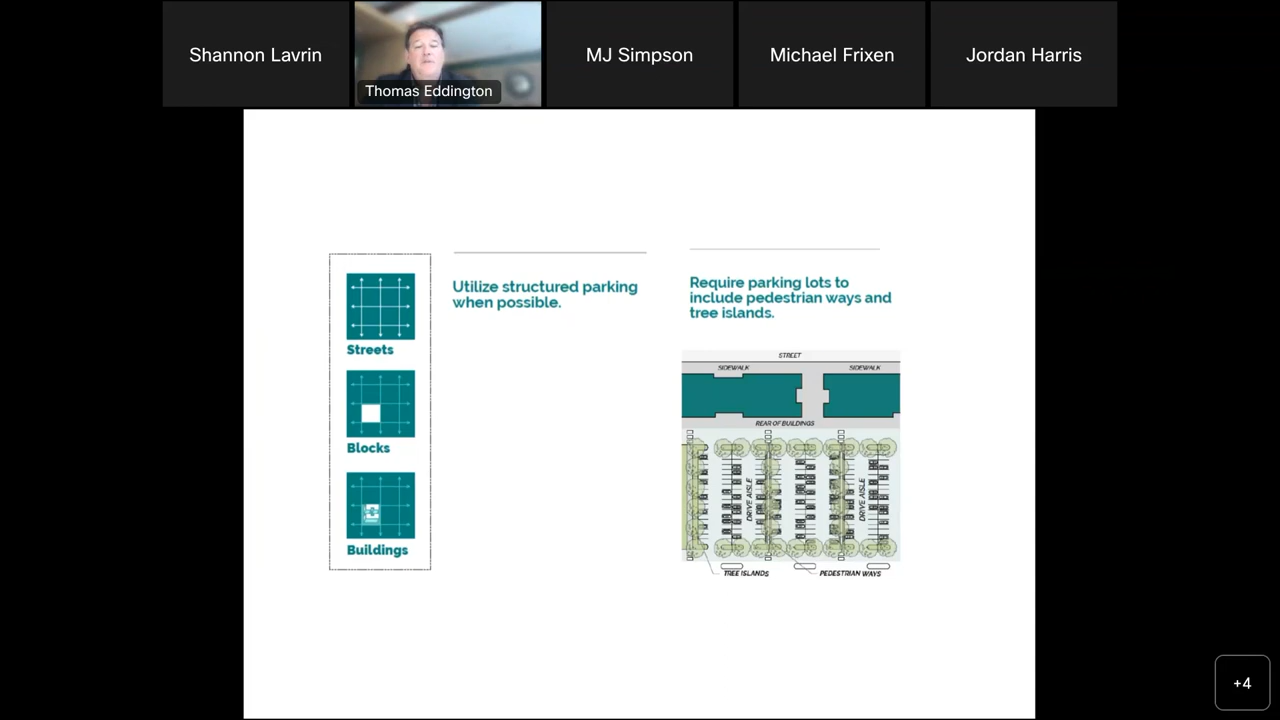 Shannon Lavrin
Thomas Eddington
MJ Simpson
Michael Frixen
Jordan Harris
Streets
Blocks
Buildings
Utilize structured parking
when possible.
Require parking lots to
include pedestrian ways and
tree islands.
STREET
SIDEWALK
SIDEWALK
REAR OF BUILDINGS
DRIVE AISLE
DRIVE AISLE
TREE ISLANDS
PEDESTRIAN WAYS
+4